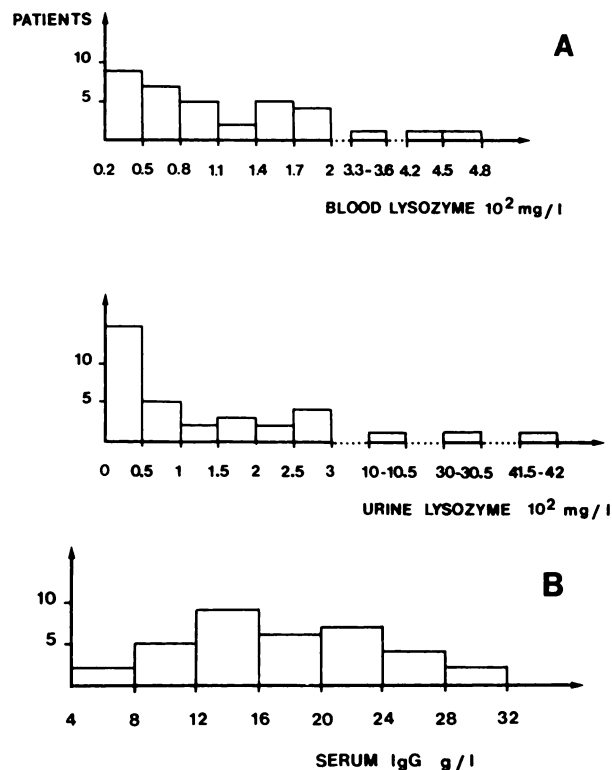 PATIENTS
A
10
5
0.2 0.5 0.8 1.1 1.4 1.7 2 3.3-3.6 4.2 4.5 4.8
BLOOD LYSOZYME 10² mg/l
10
5
0 0.5 1 1.5 2 2.5 3 10-10.5 30-30.5 41.5-42
URINE LYSOZYME 10² mg/l
B
10
5
4 8 12 16 20 24 28 32
SERUM IgG g/l